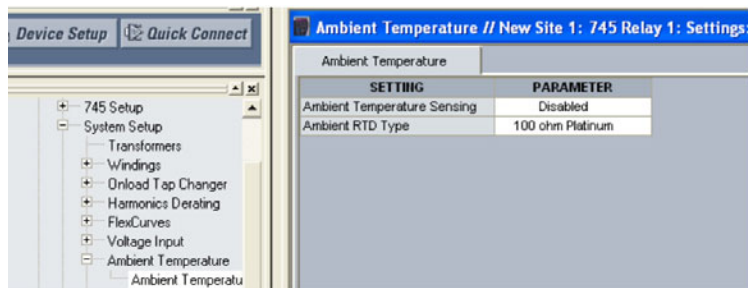 Device Setup
Quick Connect
Ambient Temperature // New Site 1: 745 Relay 1: Settings:
Ambient Temperature
SETTING PARAMETER
Ambient Temperature Sensing Disabled
Ambient RTD Type 100 ohm Platinum
745 Setup
System Setup
Transformers
Windings
Onload Tap Changer
Harmonics Derating
FlexCurves
Voltage Input
Ambient Temperature
Ambient Temperatu